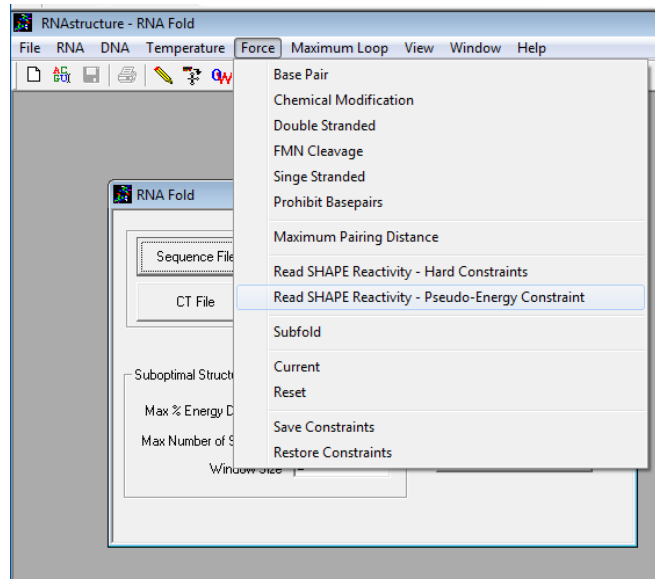 RNAstructure - RNA Fold
File RNA DNA Temperature Force Maximum Loop View Window Help
Base Pair
Chemical Modification
Double Stranded
FMN Cleavage
Singe Stranded
Prohibit Basepairs
Maximum Pairing Distance
Read SHAPE Reactivity - Hard Constraints
Read SHAPE Reactivity - Pseudo-Energy Constraint
Subfold
Current
Reset
Save Constraints
Restore Constraints
RNA Fold
Sequence File
CT File
Suboptimal Struct
Max % Energy D
Max Number of S
Window Size